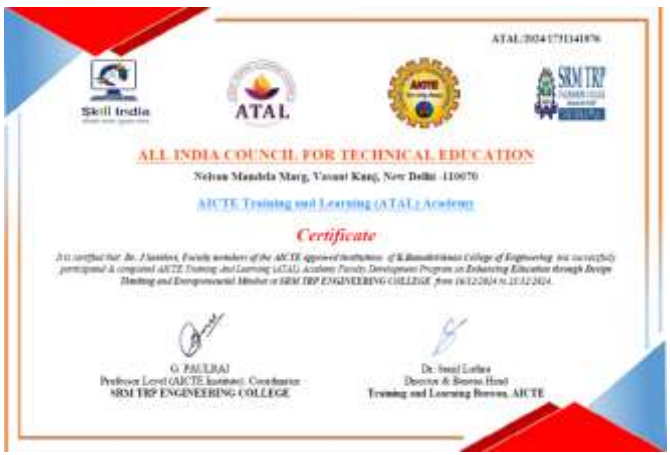 ATAL/2024/1731141876
Skill India
ATAL
AICTE
SRM TRP
ALL INDIA COUNCIL FOR TECHNICAL EDUCATION
Nelson Mandela Marg, Vasant Kunj, New Delhi -110070
AICTE Training and Learning (ATAL) Academy
Certificate
It is certified that Dr. J Faculty members of the AICTE approved institution of K.Ramakrishnan College of Engineering has successfully
participated & completed AICTE Training And Learning (ATAL) Academy Faculty Development Program on Enhancing Education through Design
Thinking and Entrepreneurial Mindset at SRM TRP ENGINEERING COLLEGE from 16/12/2024 to 21/12/2024.
G. PAULRAJ
Professor Level (AICTE Institute), Coordinator
SRM TRP ENGINEERING COLLEGE
Dr. Sunil Luthra
Director & Bureau Head
Training and Learning Bureau, AICTE